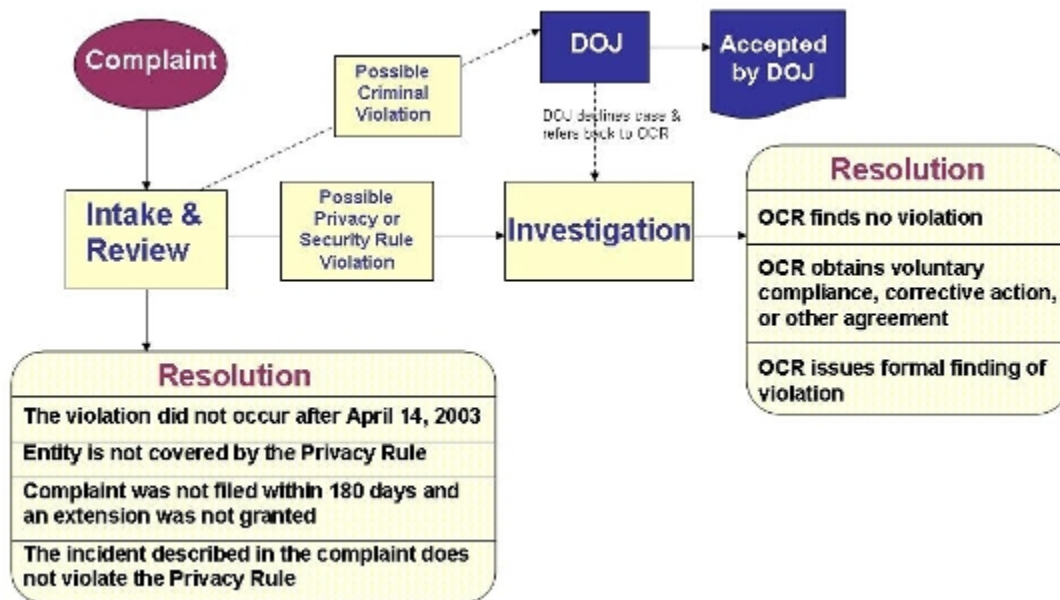 Complaint
DOJ
Accepted
by DOJ
Possible
Criminal
Violation
DOJ declines case &
refers back to OCR
Intake &
Review
Possible
Privacy or
Security Rule
Violation
Investigation
Resolution
OCR finds no violation
OCR obtains voluntary
compliance, corrective action,
or other agreement
OCR issues formal finding of
violation
Resolution
The violation did not occur after April 14, 2003
Entity is not covered by the Privacy Rule
Complaint was not filed within 180 days and
an extension was not granted
The incident described in the complaint does
not violate the Privacy Rule